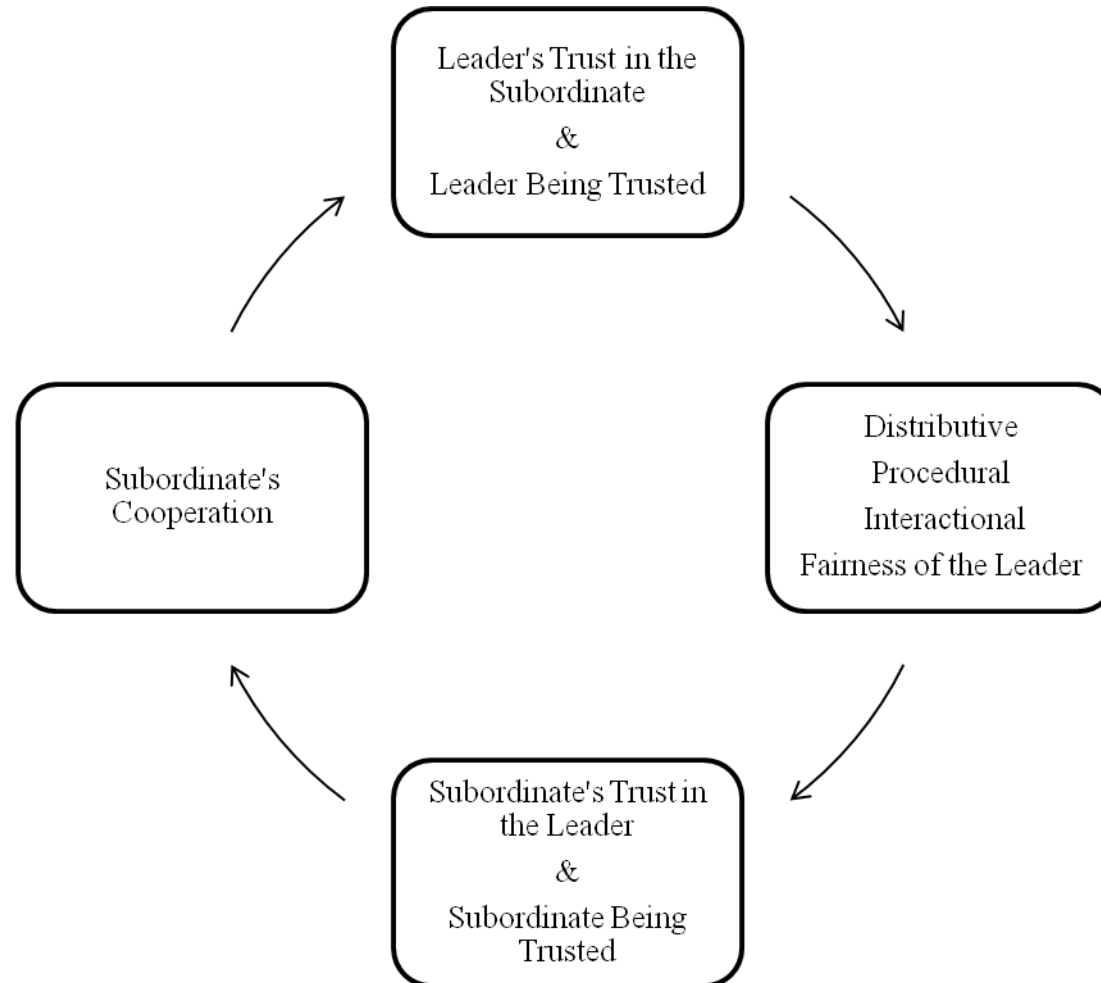 Leader's Trust in the
Subordinate
&
Leader Being Trusted
Distributive
Procedural
Interactional
Fairness of the Leader
Subordinate's
Cooperation
Subordinate's Trust in
the Leader
&
Subordinate Being
Trusted